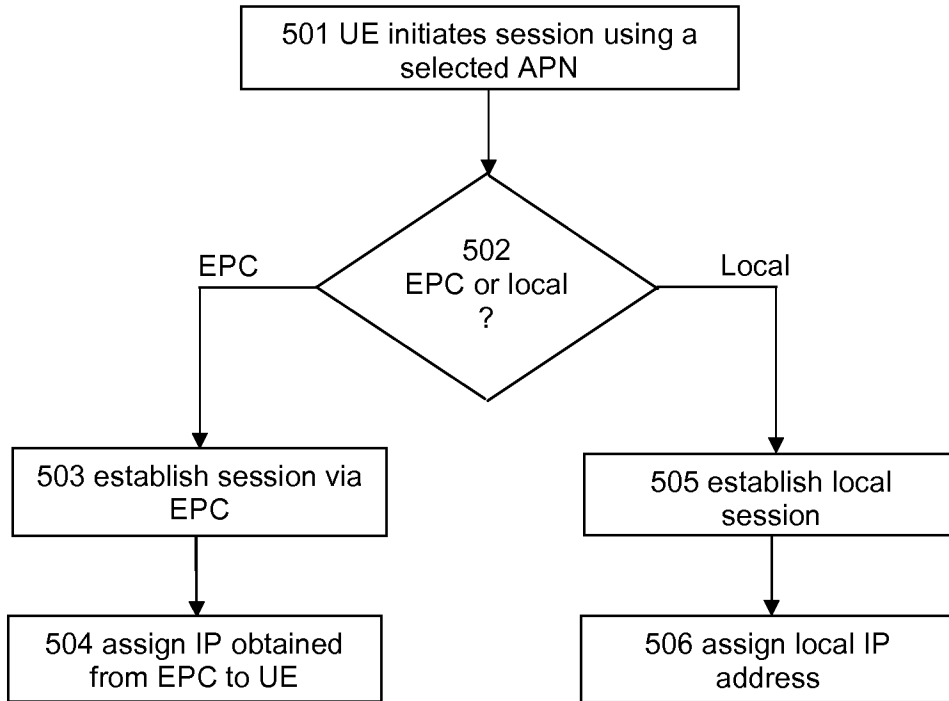 501 UE initiates session using a
selected APN
502
EPC or local
?
EPC
Local
503 establish session via
EPC
505 establish local
session
504 assign IP obtained
from EPC to UE
506 assign local IP
address